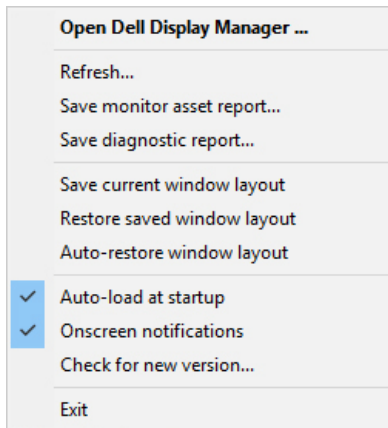 Open Dell Display Manager ...
Refresh...
Save monitor asset report...
Save diagnostic report...
Save current window layout
Restore saved window layout
Auto-restore window layout
Auto-load at startup
Onscreen notifications
Check for new version...
Exit